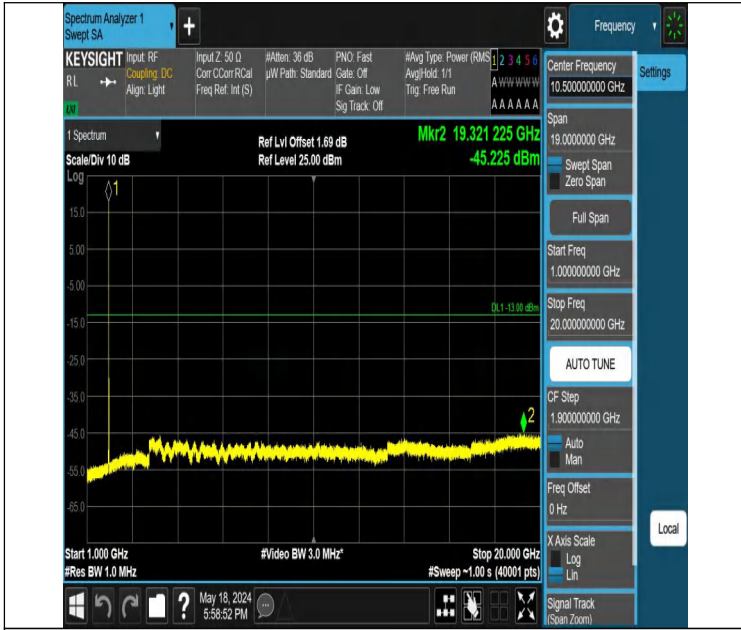 Spectrum Analyzer 1
Swept SA
Frequency
KEYSIGHT
RL
Input: RF
Coupling: DC
Align: Light
Input Z: 50 Ω
Corr CCorr RCal
Freq Ref: Int (S)
#Atten: 36 dB
µW Path: Standard
PNO: Fast
Gate: Off
IF Gain: Low
Sig Track: Off
#Avg Type: Power (RMS
Avg|Hold: 1/1
Trig: Free Run
1 2 3 4 5 6
A W W W W W
A A A A A A
1 Spectrum
Scale/Div 10 dB
Ref Lvl Offset 1.69 dB
Ref Level 25.00 dBm
Mkr2 19.321 225 GHz
-45.225 dBm
Log
1
15.0
5.00
-5.00
DL1 -13.00 dBm
-15.0
-25.0
-35.0
2
-45.0
-55.0
-65.0
Start 1.000 GHz
#Video BW 3.0 MHz*
Stop 20.000 GHz
#Res BW 1.0 MHz
#Sweep ~1.00 s (40001 pts)
May 18, 2024
5:58:52 PM
Center Frequency
10.500000000 GHz
Settings
Span
19.0000000 GHz
Swept Span
Zero Span
Full Span
Start Freq
1.000000000 GHz
Stop Freq
20.000000000 GHz
AUTO TUNE
CF Step
1.900000000 GHz
Auto
Man
Freq Offset
0 Hz
X Axis Scale
Log
Lin
Local
Signal Track
(Span Zoom)